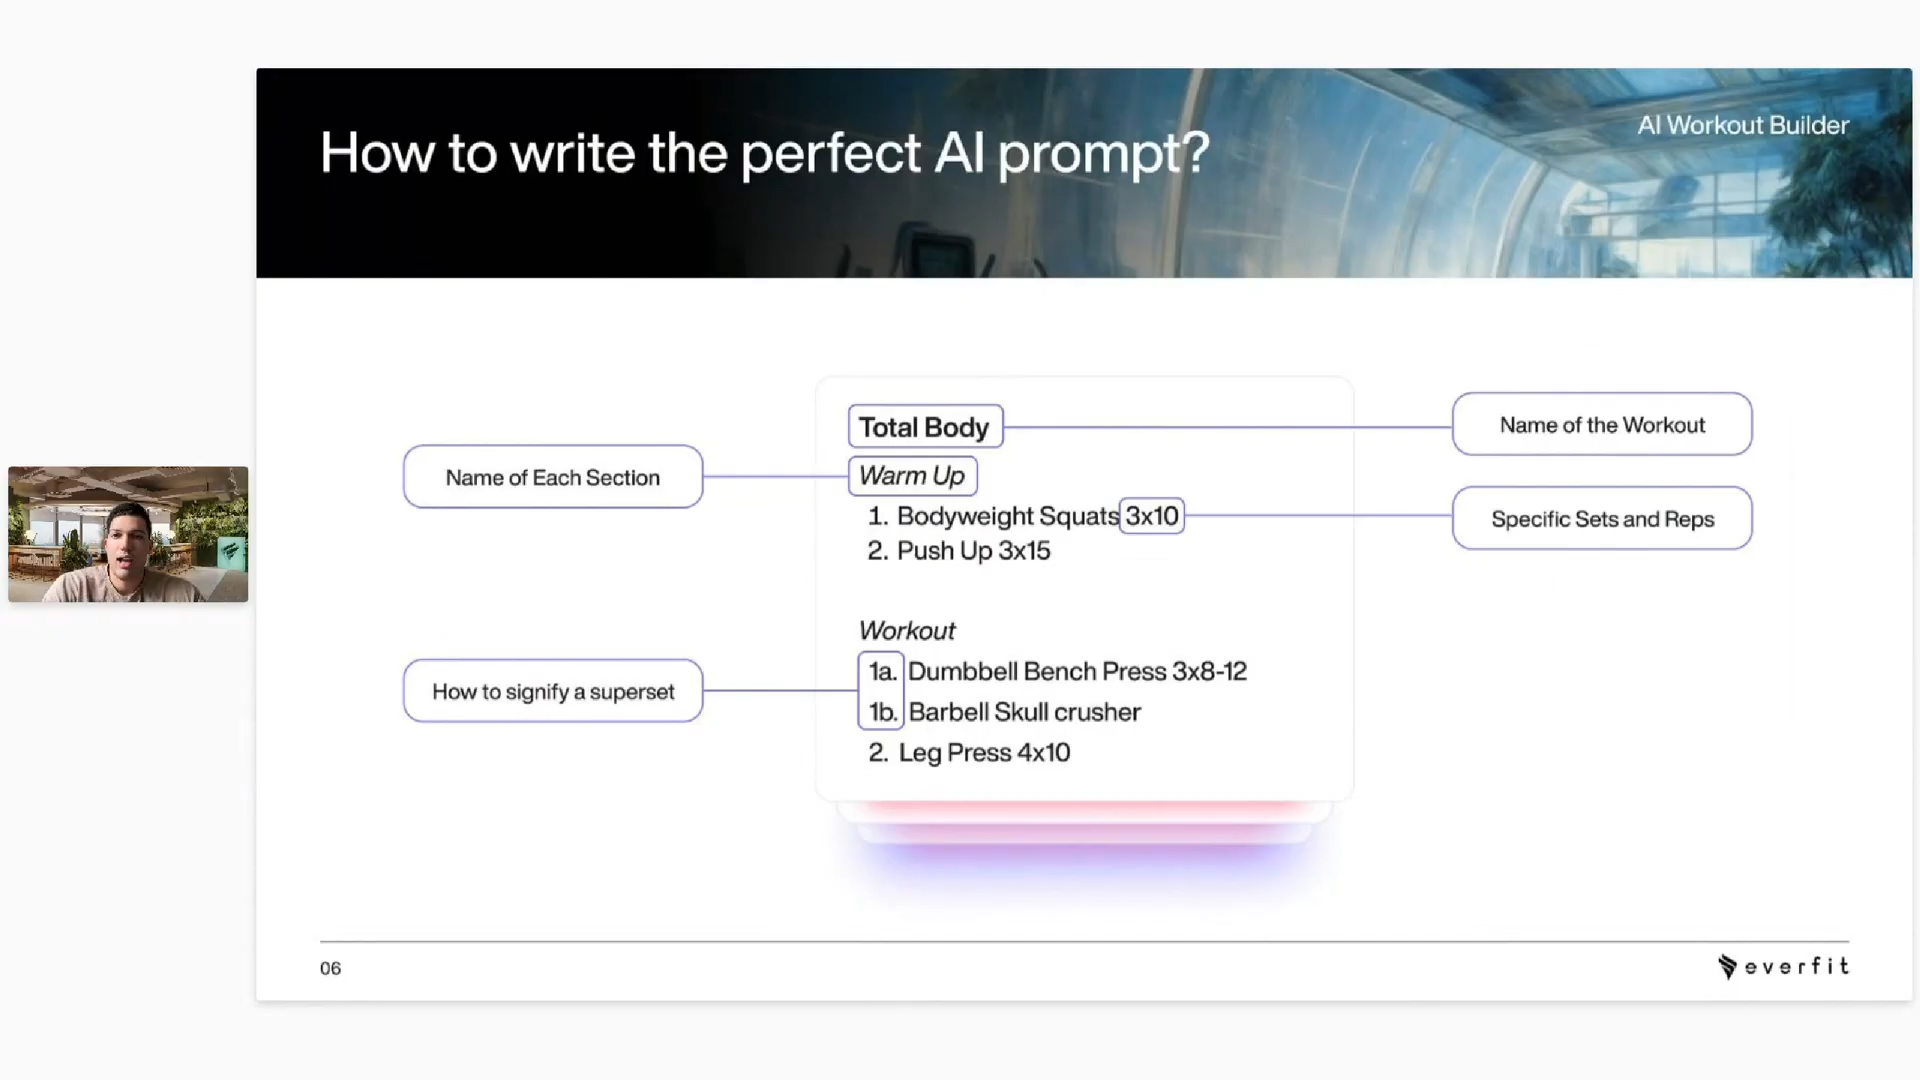 How to write the perfect AI prompt?
AI Workout Builder
Total Body
Name of the Workout
Name of Each Section
Warm Up
1. Bodyweight Squats 3x10
Specific Sets and Reps
2. Push Up 3x15
Workout
How to signify a superset
1a. Dumbbell Bench Press 3x8-12
1b. Barbell Skull crusher
2. Leg Press 4x10
06
everfit